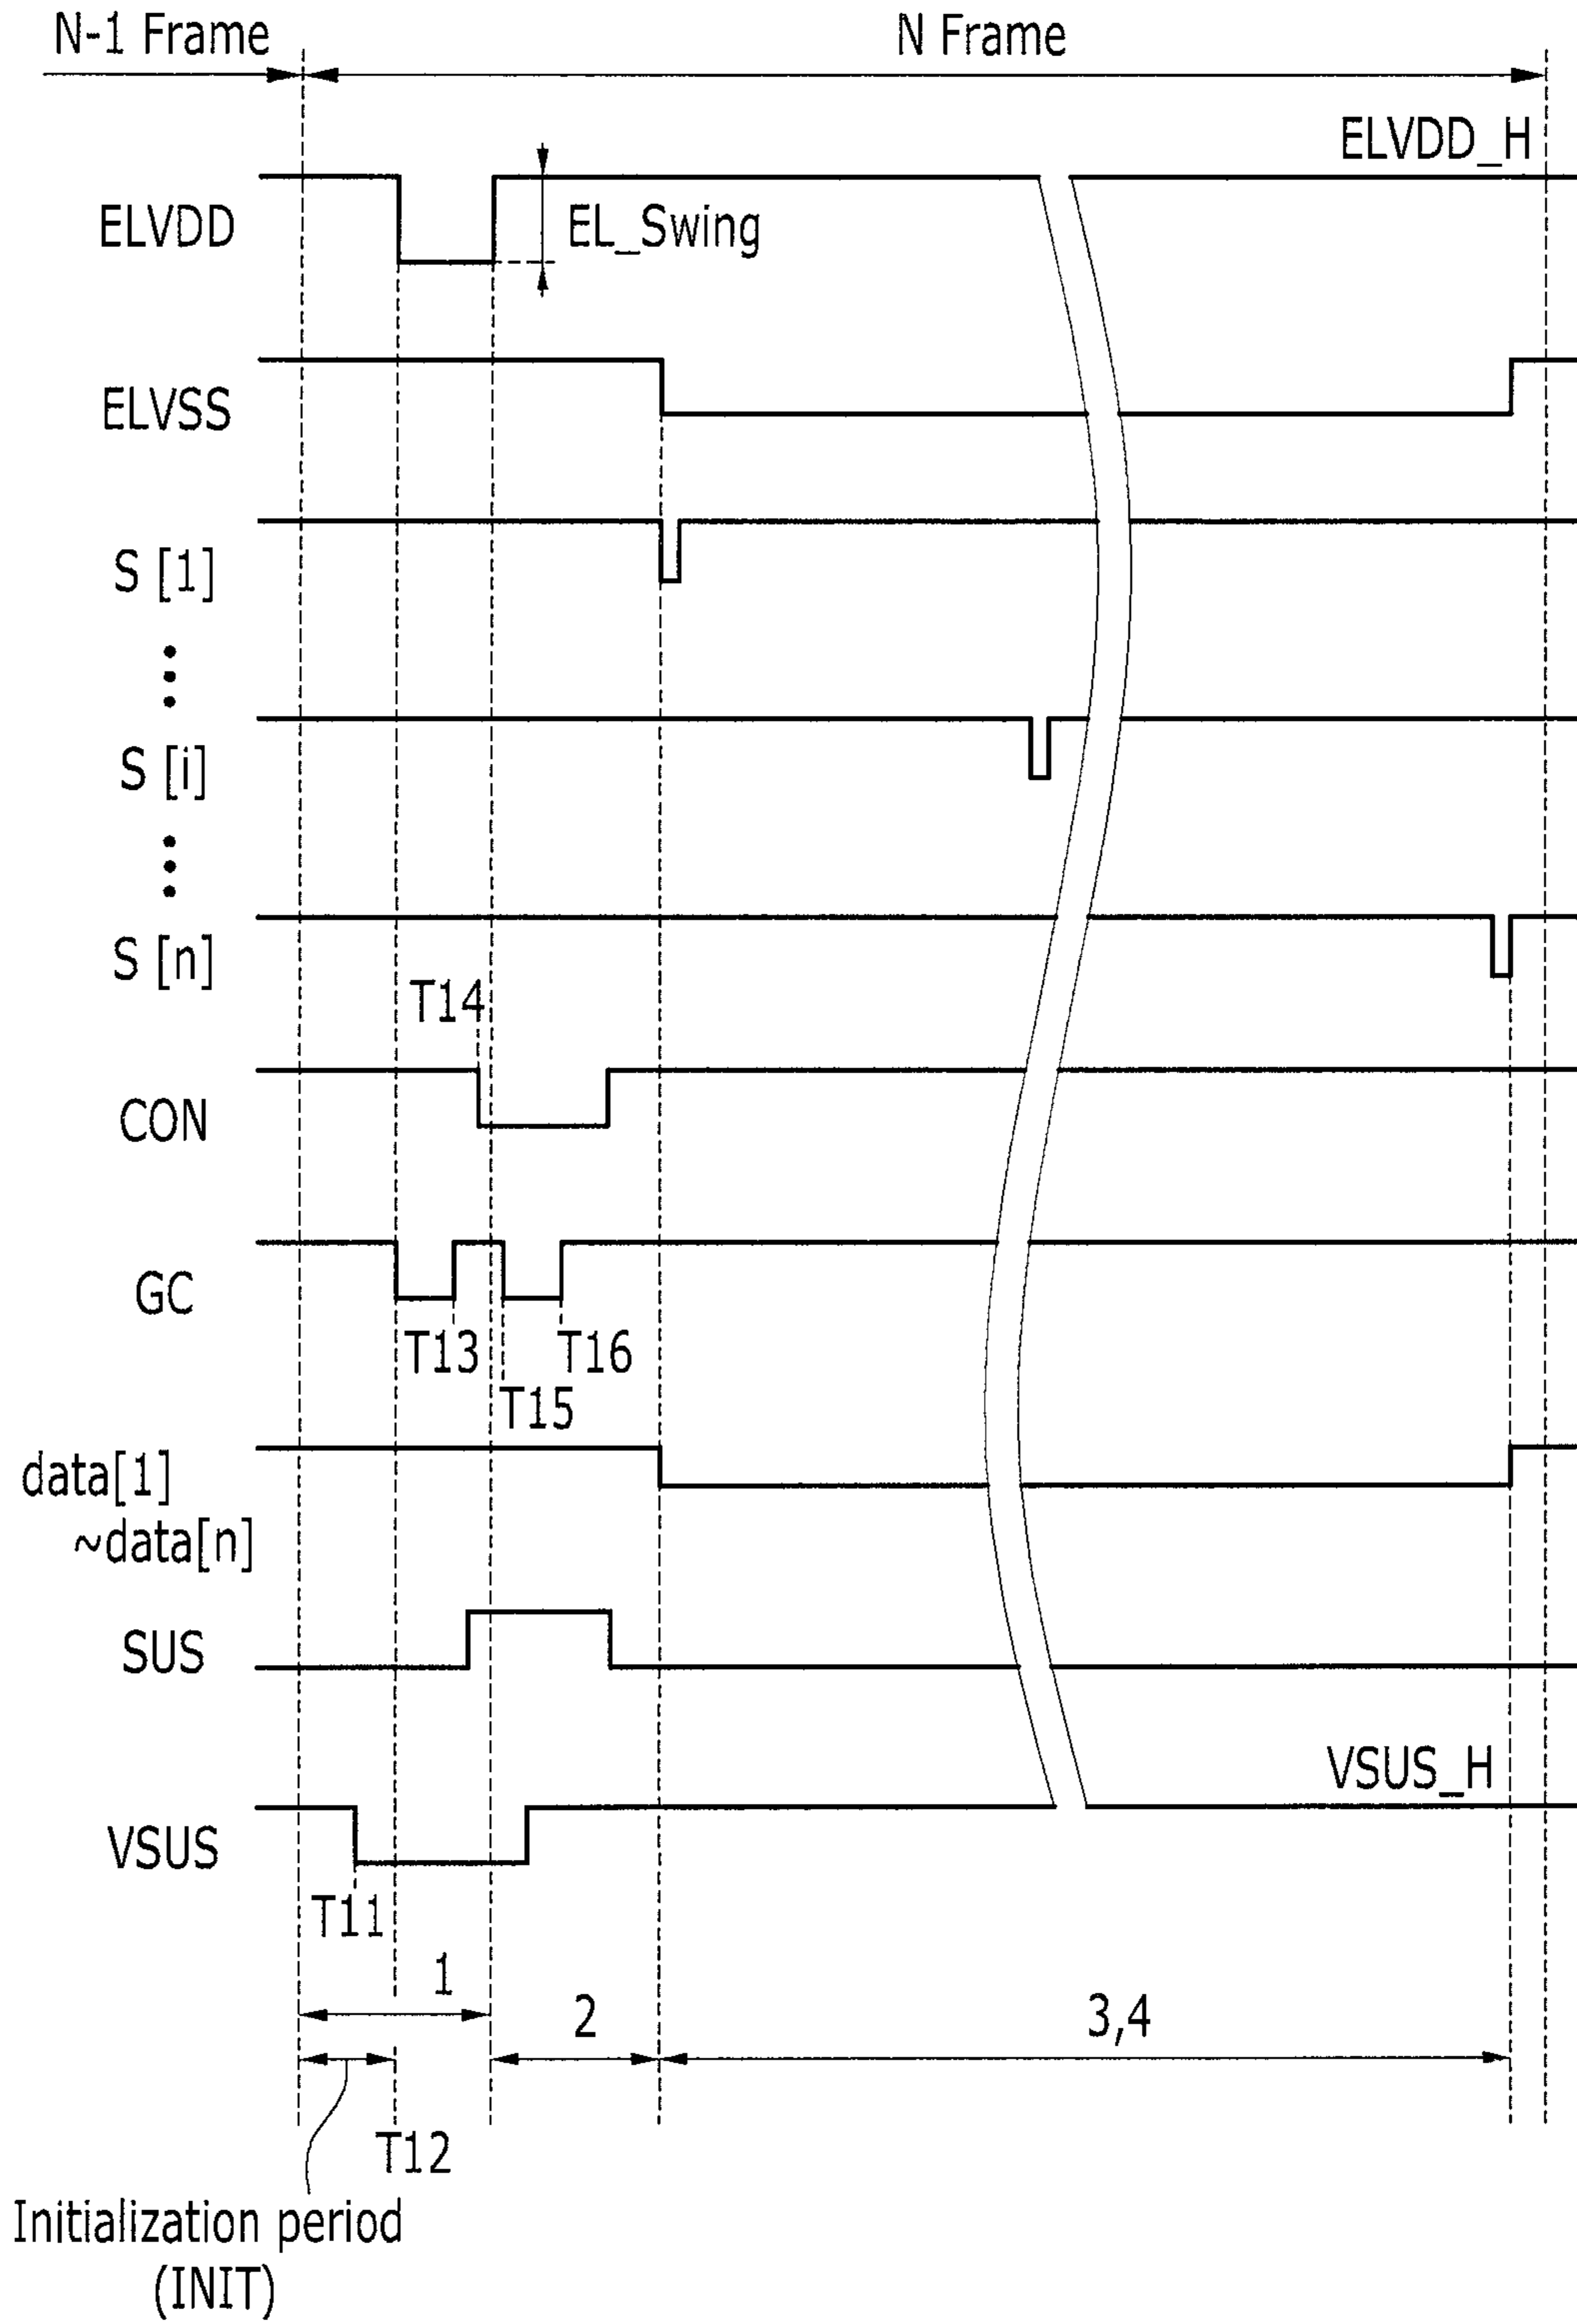 N-1 Frame
N Frame
ELVDD_H
ELVDD
EL_Swing
ELVSS
S [1]
S [i]
S [n]
T14
CON
GC
T13
T16
T15
data[1]
~data[n]
SUS
VSUS_H
VSUS
T11
1
2
3,4
T12
Initialization period
(INIT)